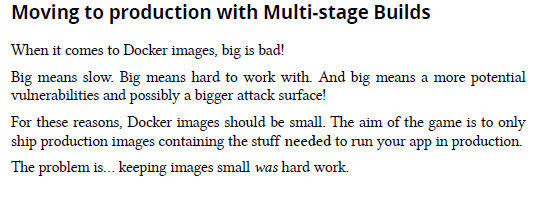 Moving to production with Multi-stage Builds
When it comes to Docker images, big is bad!
Big means slow. Big means hard to work with. And big means a more potential
vulnerabilities and possibly a bigger attack surface!
For these reasons, Docker images should be small. The aim of the game is to only
ship production images containing the stuff needed to run your app in production.
The problem is... keeping images small was hard work.